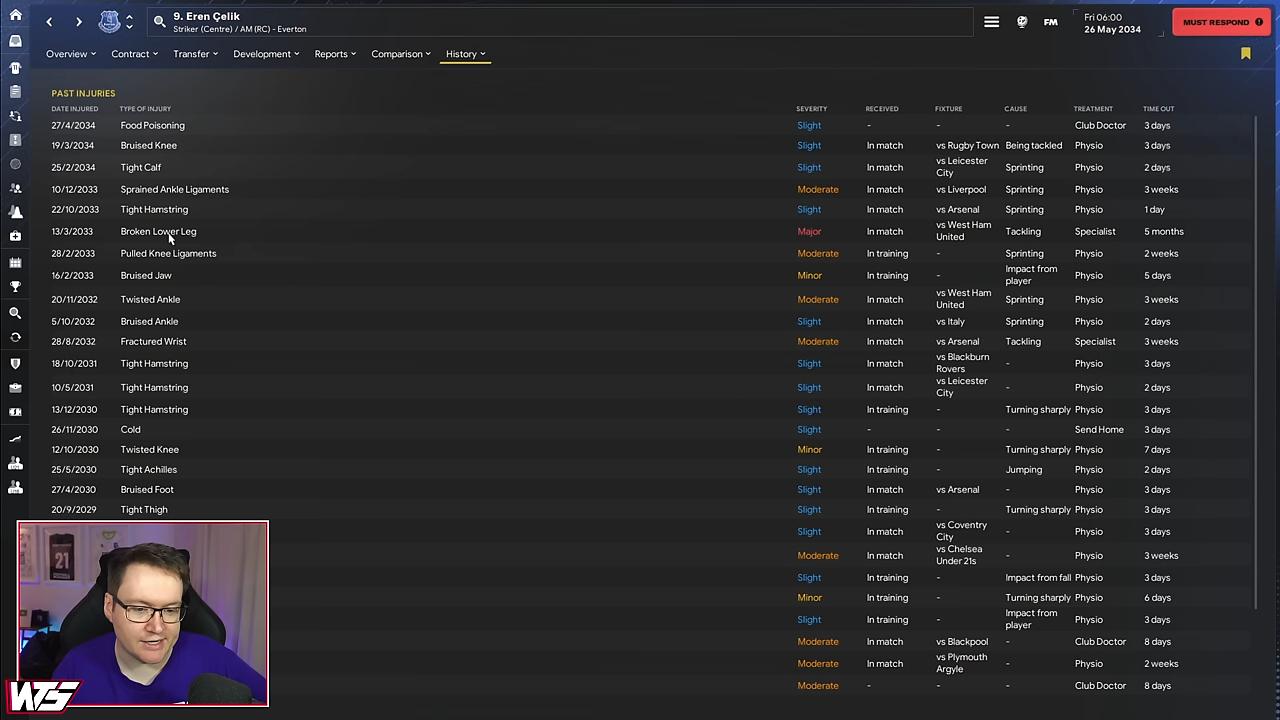 9. Eren Çelik
Striker (Centre) / AM (RC) - Everton
FM
Fri 06:00
26 May 2034
MUST RESPOND
Overview
Contract
Transfer
Development
Reports
Comparison
History
PAST INJURIES
DATE INJURED TYPE OF INJURY SEVERITY RECEIVED FIXTURE CAUSE TREATMENT TIME OUT
27/4/2034 Food Poisoning Slight - - - Club Doctor 3 days
19/3/2034 Bruised Knee Slight In match vs Rugby Town Being tackled Physio 3 days
25/2/2034 Tight Calf Slight In match vs Leicester City Sprinting Physio 2 days
10/12/2033 Sprained Ankle Ligaments Moderate In match vs Liverpool Sprinting Physio 3 weeks
22/10/2033 Tight Hamstring Slight In match vs Arsenal Sprinting Physio 1 day
13/3/2033 Broken Lower Leg Major In match vs West Ham United Tackling Specialist 5 months
28/2/2033 Pulled Knee Ligaments Moderate In training - Sprinting Physio 2 weeks
16/2/2033 Bruised Jaw Minor In training - Impact from player Physio 5 days
20/11/2032 Twisted Ankle Moderate In match vs West Ham United Sprinting Physio 3 weeks
5/10/2032 Bruised Ankle Slight In match vs Italy Sprinting Physio 2 days
28/8/2032 Fractured Wrist Moderate In match vs Arsenal Tackling Specialist 3 weeks
18/10/2031 Tight Hamstring Slight In match vs Blackburn Rovers - Physio 3 days
10/5/2031 Tight Hamstring Slight In match vs Leicester City - Physio 2 days
13/12/2030 Tight Hamstring Slight In training - Turning sharply Physio 3 days
26/11/2030 Cold Slight - - - Send Home 3 days
12/10/2030 Twisted Knee Minor In training - Turning sharply Physio 7 days
25/5/2030 Tight Achilles Slight In training - Jumping Physio 2 days
27/4/2030 Bruised Foot Slight In match vs Arsenal - Physio 3 days
20/9/2029 Tight Thigh Slight In training - Turning sharply Physio 3 days
Slight In match vs Coventry City - Physio 3 days
Moderate In match vs Chelsea Under 21s - Physio 3 weeks
Slight In training - Impact from fall Physio 3 days
Minor In training - Turning sharply Physio 6 days
Slight In training - Impact from player Physio 3 days
Moderate In match vs Blackpool - Club Doctor 8 days
Moderate In match vs Plymouth Argyle - Physio 2 weeks
Moderate - - - Club Doctor 8 days
21
WTS